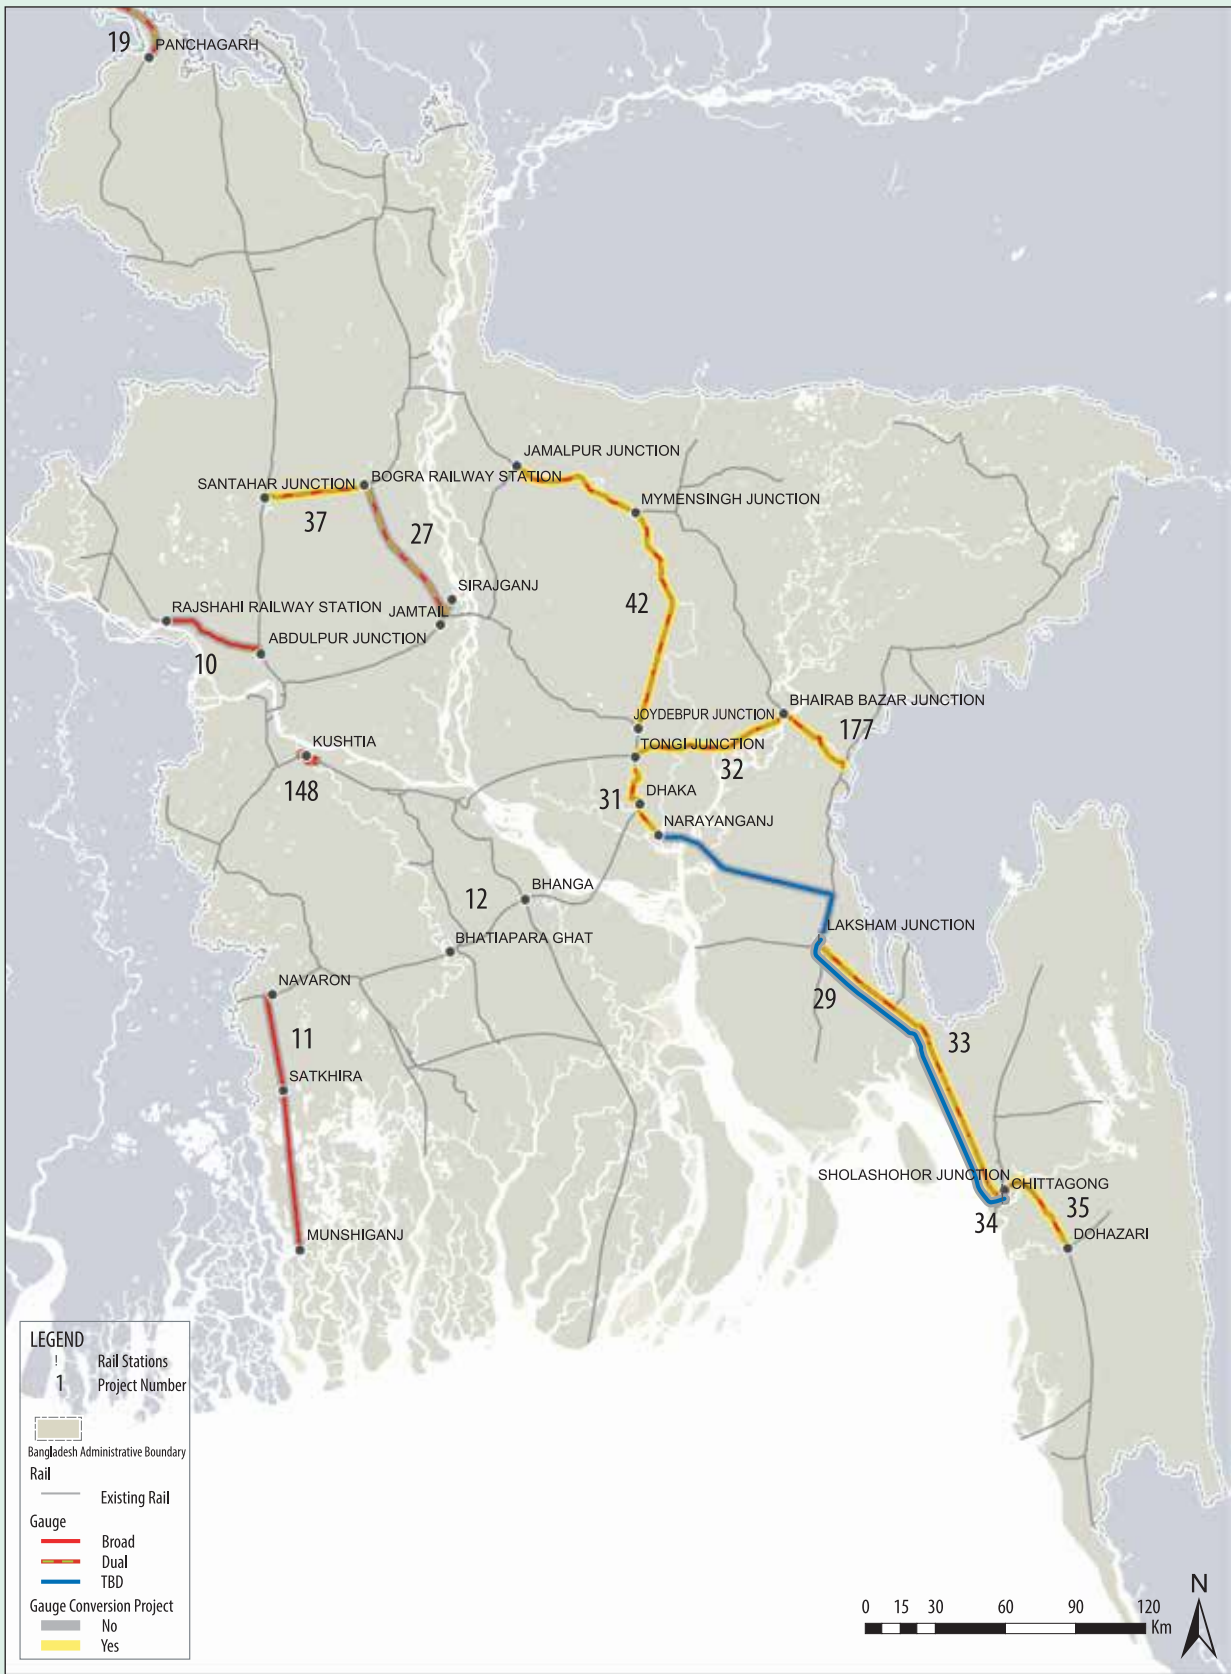 19
PANCHAGARH
JAMALPUR JUNCTION
BOGRA RAILWAY STATION
SANTAHAR JUNCTION
MYMENSINGH JUNCTION
37
27
SIRAJGANJ
42
RAJSHAHI RAILWAY STATION
JAMTAIL
ABDULPUR JUNCTION
10
BHAIRAB BAZAR JUNCTION
JOYDEBPUR JUNCTION
177
KUSHTIA
TONGI JUNCTION
32
148
31
DHAKA
NARAYANGANJ
BHANGA
12
LAKSHAM JUNCTION
BHATIAPARA GHAT
NAVARON
29
11
33
SATKHIRA
SHOLASHOHOR JUNCTION
CHITTAGONG
35
34
DOHAZARI
MUNSHIGANJ
LEGEND
! Rail Stations
1 Project Number
Bangladesh Administrative Boundary
Rail
Existing Rail
Gauge
Broad
Dual
TBD
Gauge Conversion Project
No
Yes
N
0 15 30 60 90 120
Km